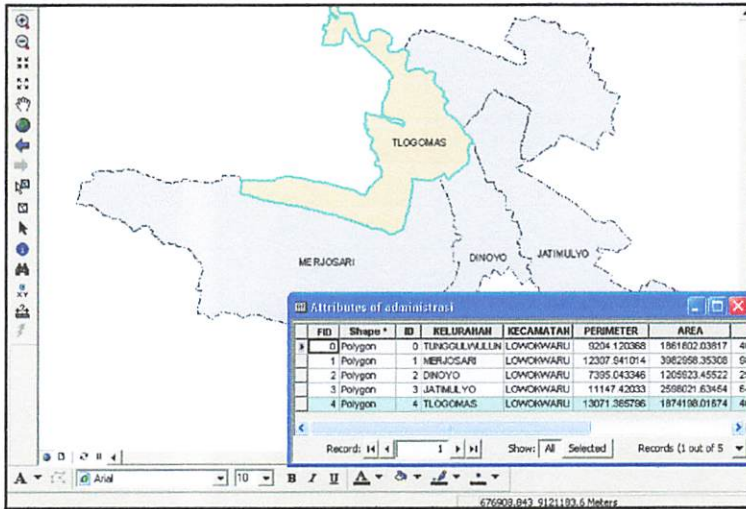 TLOGOMAS
MERJOSARI
DINOYO
JATIMULYO
Attributes of administrasi
FID Shape * ID KELURAHAN KECAMATAN PERIMETER AREA
0 Polygon 0 TUNGGULWULUN LOWOKWARU 9204.120368 1861802.03817
1 Polygon 1 MERJOSARI LOWOKWARU 12307.941014 3982958.35308
2 Polygon 2 DINOYO LOWOKWARU 7395.043346 1205923.45522
3 Polygon 3 JATIMULYO LOWOKWARU 11147.42033 2598021.63464
4 Polygon 4 TLOGOMAS LOWOKWARU 13071.385796 1874198.01674
Record: 1 Show: All Selected Records (1 out of 5
A Arial 10 B I U A
676908.843 9121183.6 Meters